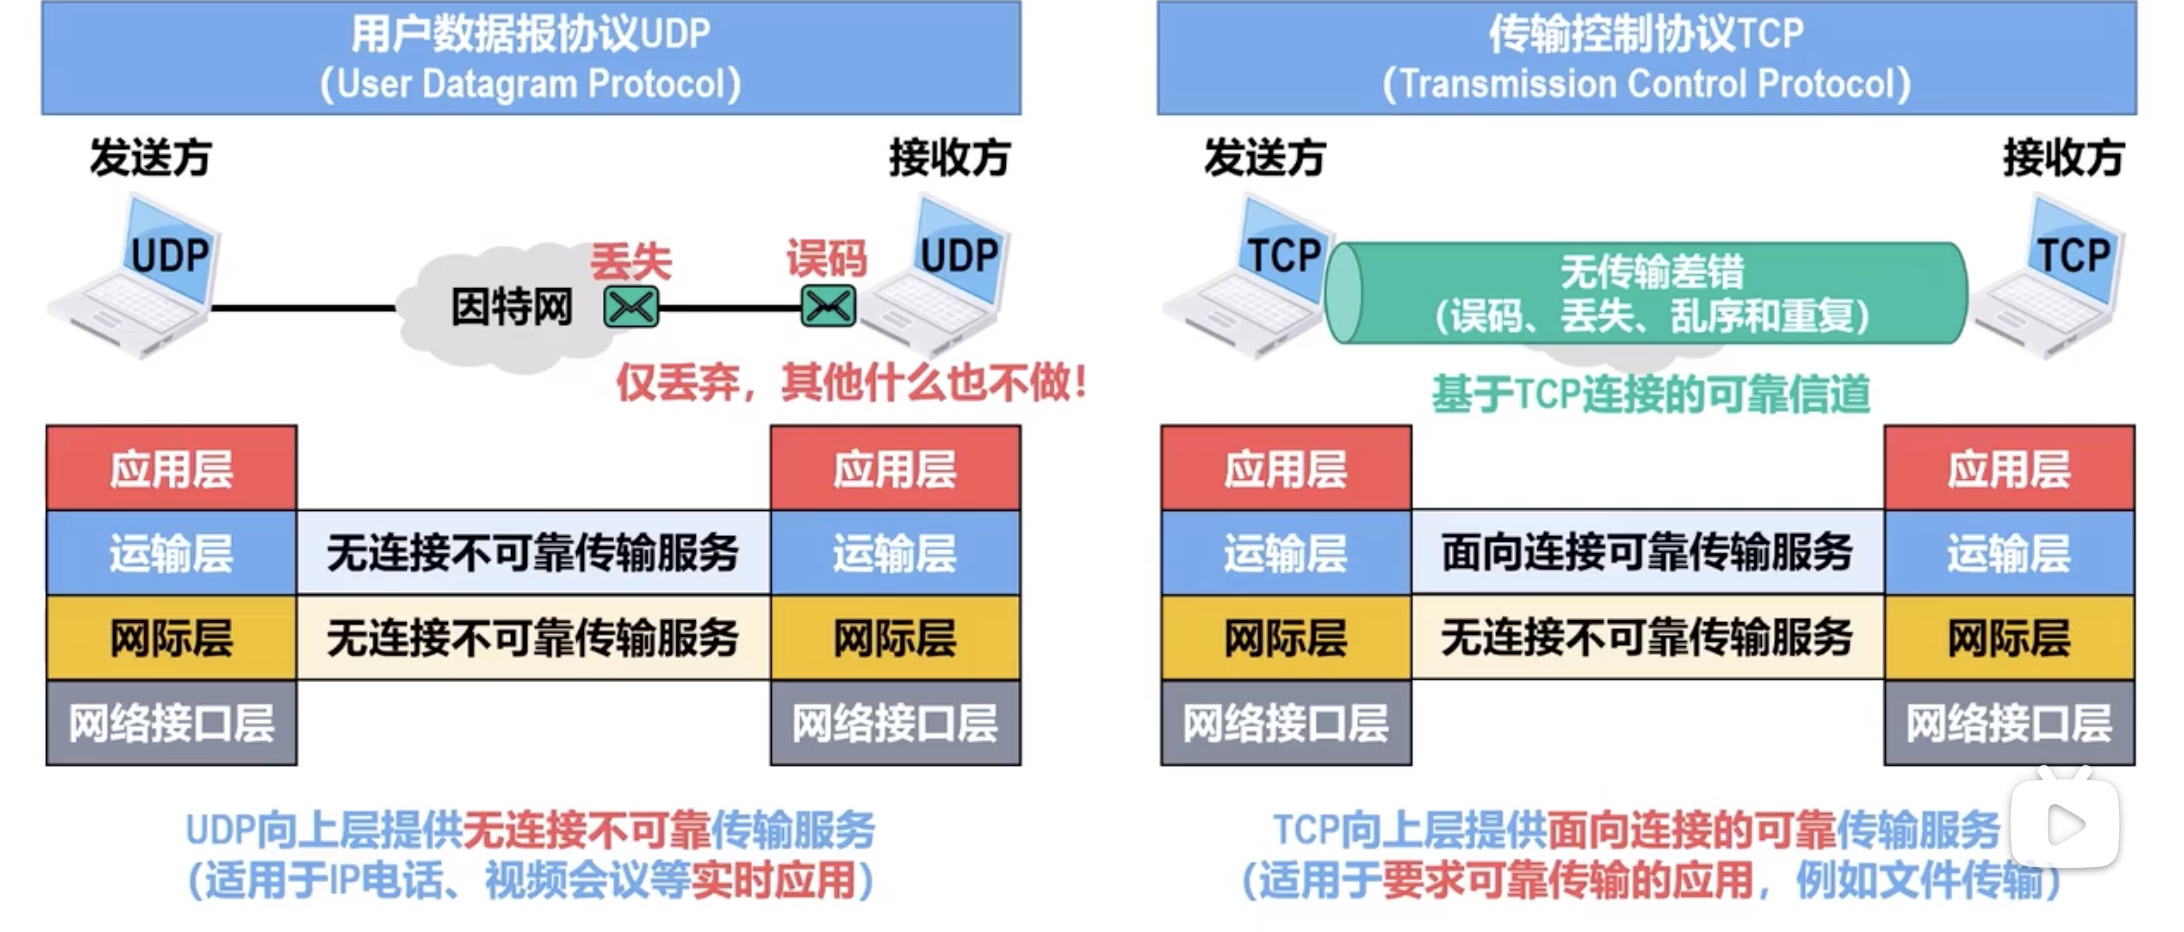 用户数据报协议UDP
(User Datagram Protocol)
发送方
接收方
UDP
因特网
丢失
误码
UDP
仅丢弃，其他什么也不做！
应用层
应用层
运输层
无连接不可靠传输服务
运输层
网际层
无连接不可靠传输服务
网际层
网络接口层
网络接口层
UDP向上层提供无连接不可靠传输服务
(适用于IP电话、视频会议等实时应用)
传输控制协议TCP
(Transmission Control Protocol)
发送方
接收方
TCP
无传输差错
(误码、丢失、乱序和重复)
TCP
基于TCP连接的可靠信道
应用层
应用层
运输层
面向连接可靠传输服务
运输层
网际层
无连接不可靠传输服务
网际层
网络接口层
网络接口层
TCP向上层提供面向连接的可靠传输服务
(适用于要求可靠传输的应用，例如文件传输)